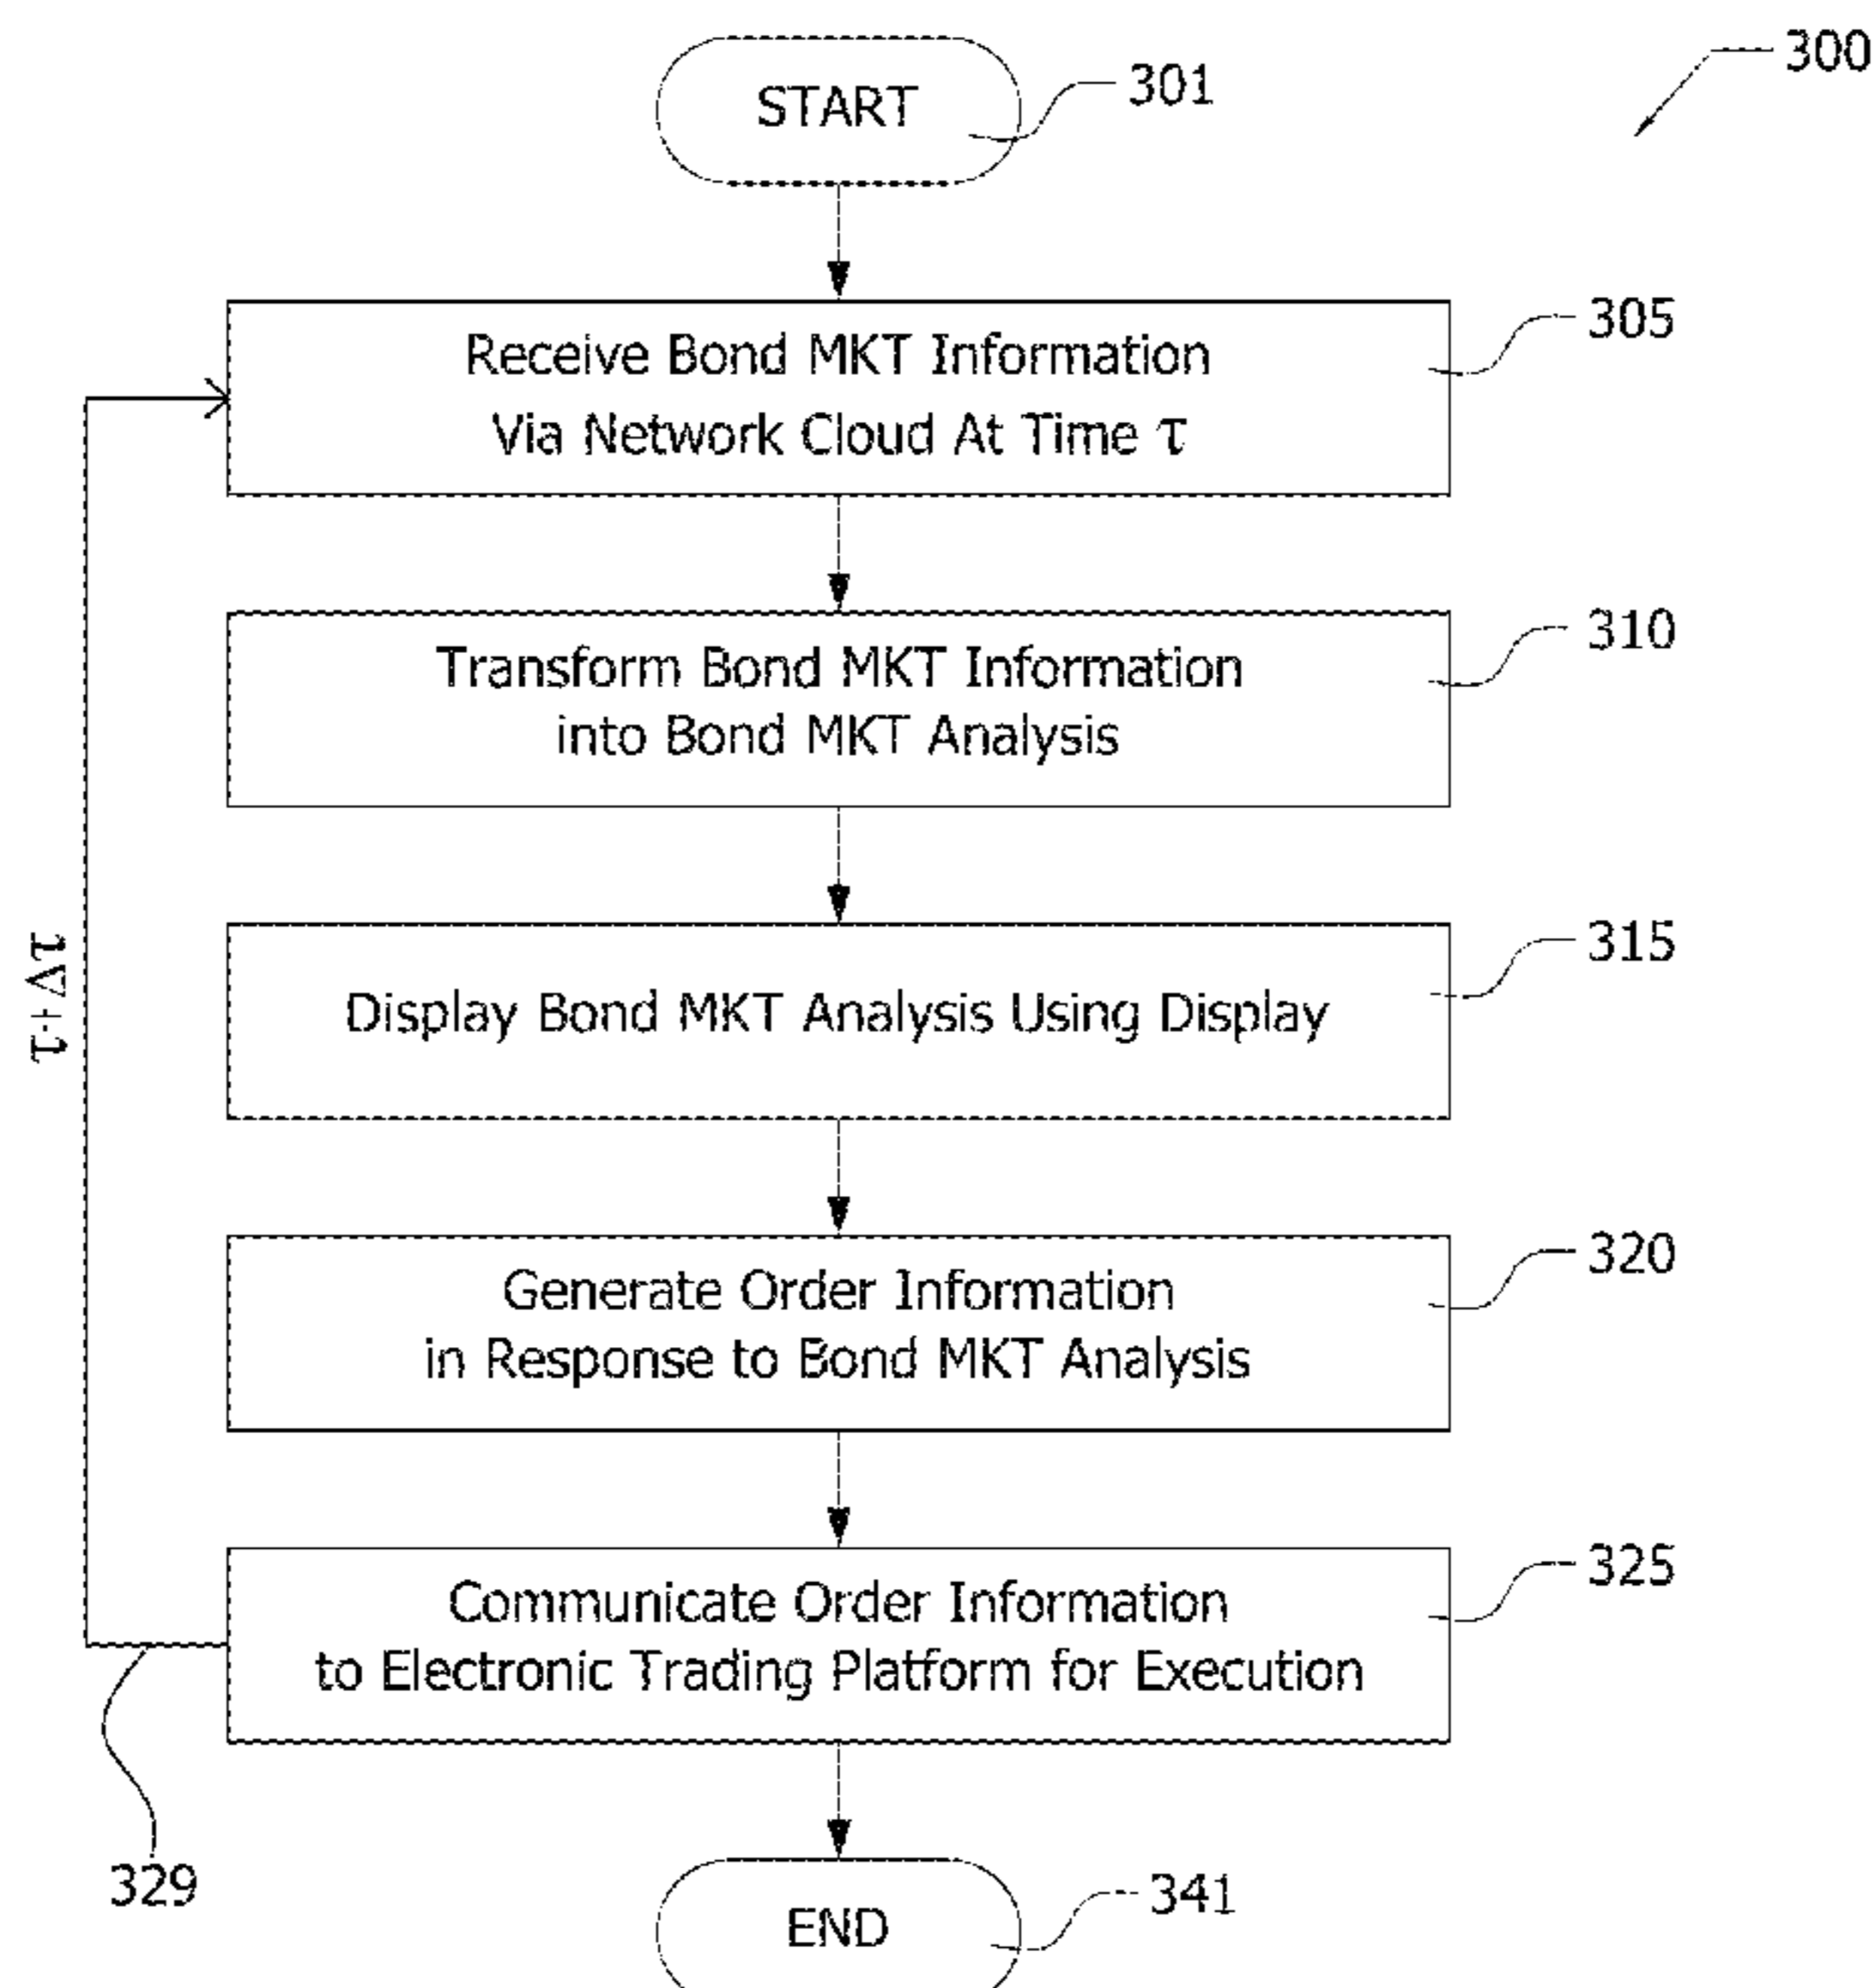 300
START
301
Receive Bond MKT Information
Via Network Cloud At Time τ
305
Transform Bond MKT Information
into Bond MKT Analysis
310
τ+Δτ
Display Bond MKT Analysis Using Display
315
Generate Order Information
in Response to Bond MKT Analysis
320
Communicate Order Information
to Electronic Trading Platform for Execution
325
329
END
341